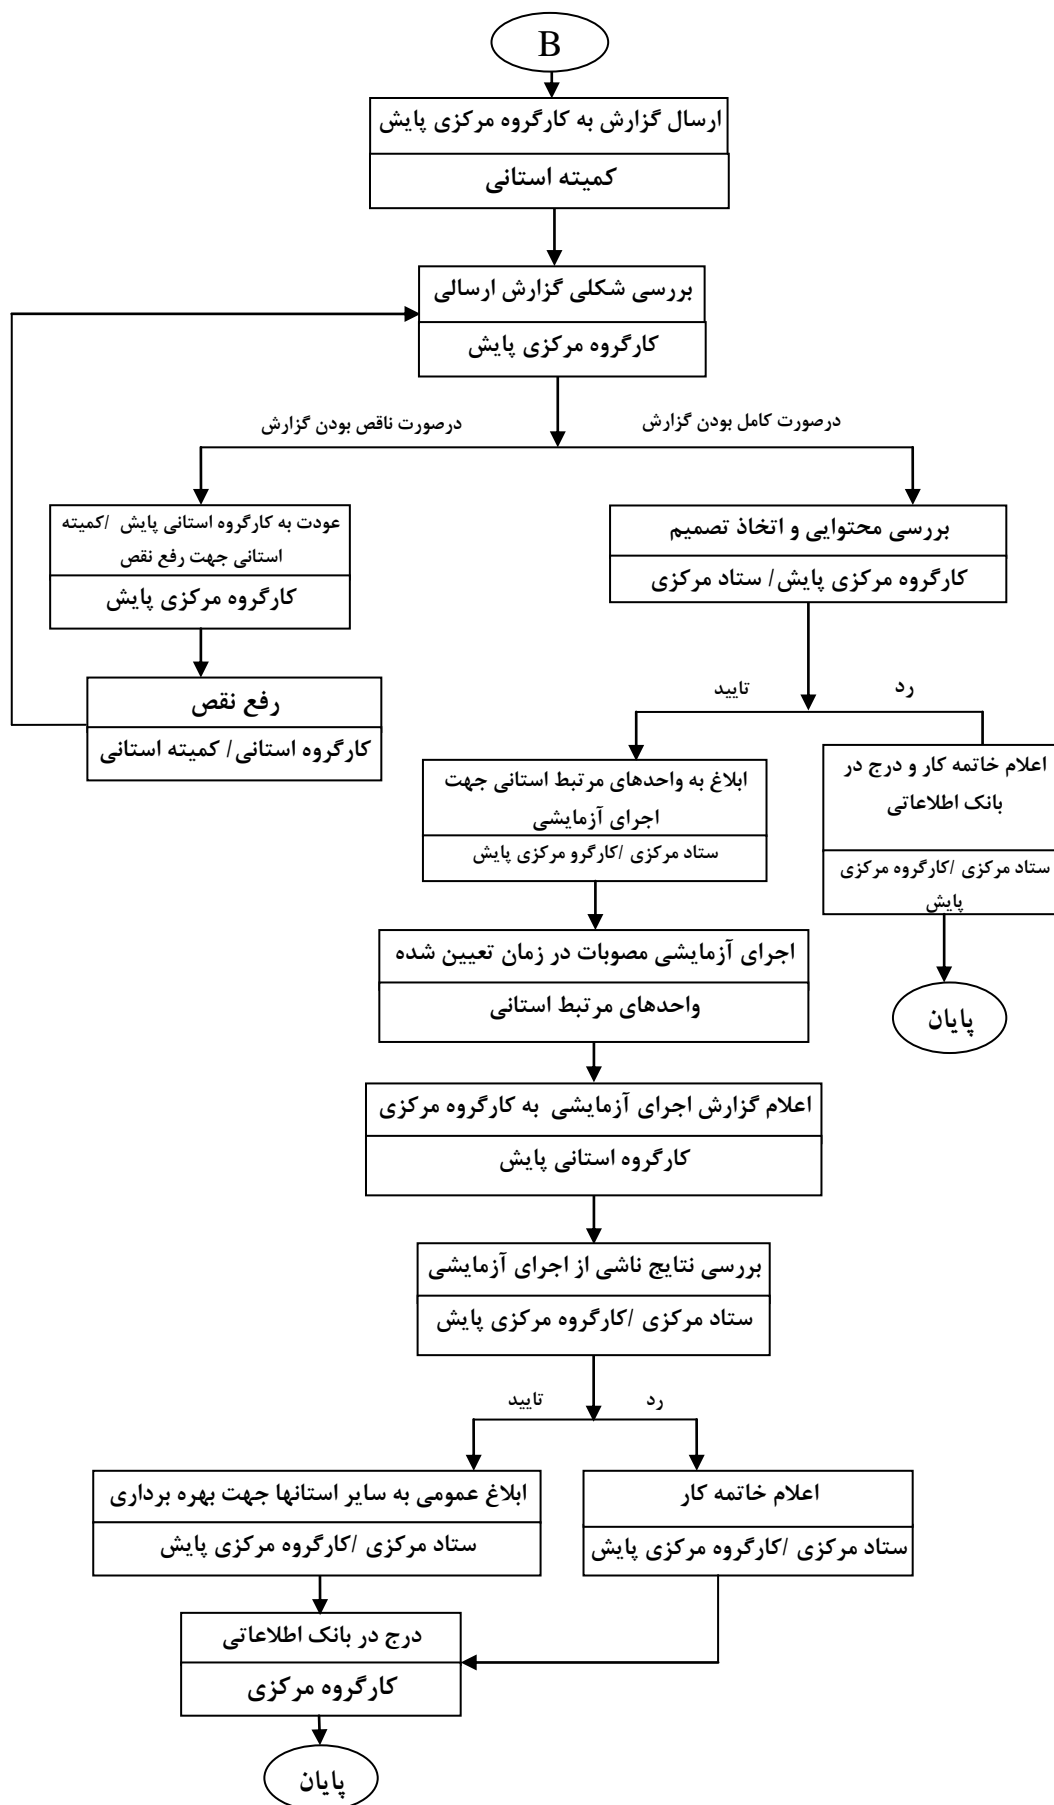 B
ارسال گزارش به کارگروه مرکزی پایش
کمیته استانی
بررسی شکلی گزارش ارسالی
کارگروه مرکزی پایش
درصورت کامل بودن گزارش
درصورت ناقص بودن گزارش
بررسی محتوایی و اتخاذ تصمیم
کارگروه مرکزی پایش/ ستاد مرکزی
عودت به کارگروه استانی پایش /کمیته
استانی جهت رفع نقص
کارگروه مرکزی پایش
رفع نقص
کارگروه استانی/ کمیته استانی
رد
تایید
اعلام خاتمه کار و درج در
بانک اطلاعاتی
ستاد مرکزی /کارگروه مرکزی
پایش
پایان
ابلاغ به واحدهای مرتبط استانی جهت
اجرای آزمایشی
ستاد مرکزی /کارگرو مرکزی پایش
اجرای آزمایشی مصوبات در زمان تعیین شده
واحدهای مرتبط استانی
اعلام گزارش اجرای آزمایشی به کارگروه مرکزی
کارگروه استانی پایش
بررسی نتایج ناشی از اجرای آزمایشی
ستاد مرکزی /کارگروه مرکزی پایش
رد
تایید
اعلام خاتمه کار
ستاد مرکزی /کارگروه مرکزی پایش
ابلاغ عمومی به سایر استانها جهت بهره برداری
ستاد مرکزی /کارگروه مرکزی پایش
درج در بانک اطلاعاتی
کارگروه مرکزی
پایان